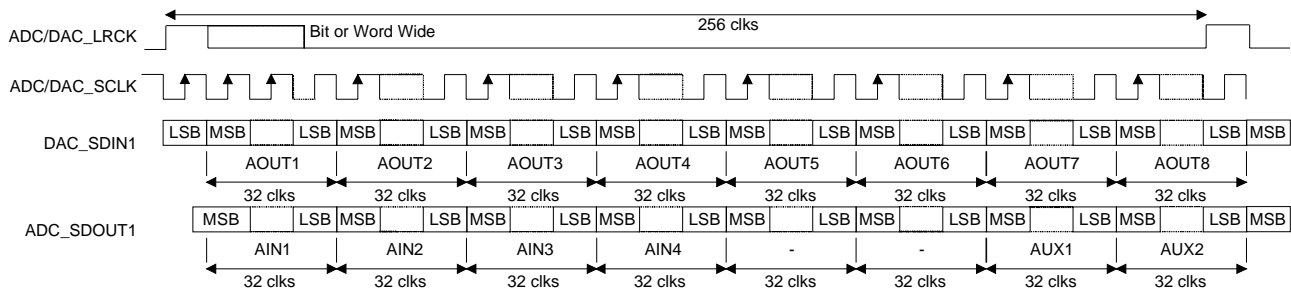 256 clks
ADC/DAC_LRCK Bit or Word Wide
ADC/DAC_SCLK
DAC_SDIN1 LSB MSB LSB MSB LSB MSB LSB MSB LSB MSB LSB MSB LSB MSB LSB MSB LSB MSB
AOUT1 AOUT2 AOUT3 AOUT4 AOUT5 AOUT6 AOUT7 AOUT8
32 clks 32 clks 32 clks 32 clks 32 clks 32 clks 32 clks 32 clks
ADC_SDOUT1 MSB LSB MSB LSB MSB LSB MSB LSB MSB LSB MSB LSB MSB LSB MSB LSB MSB
AIN1 AIN2 AIN3 AIN4 - - AUX1 AUX2
32 clks 32 clks 32 clks 32 clks 32 clks 32 clks 32 clks 32 clks